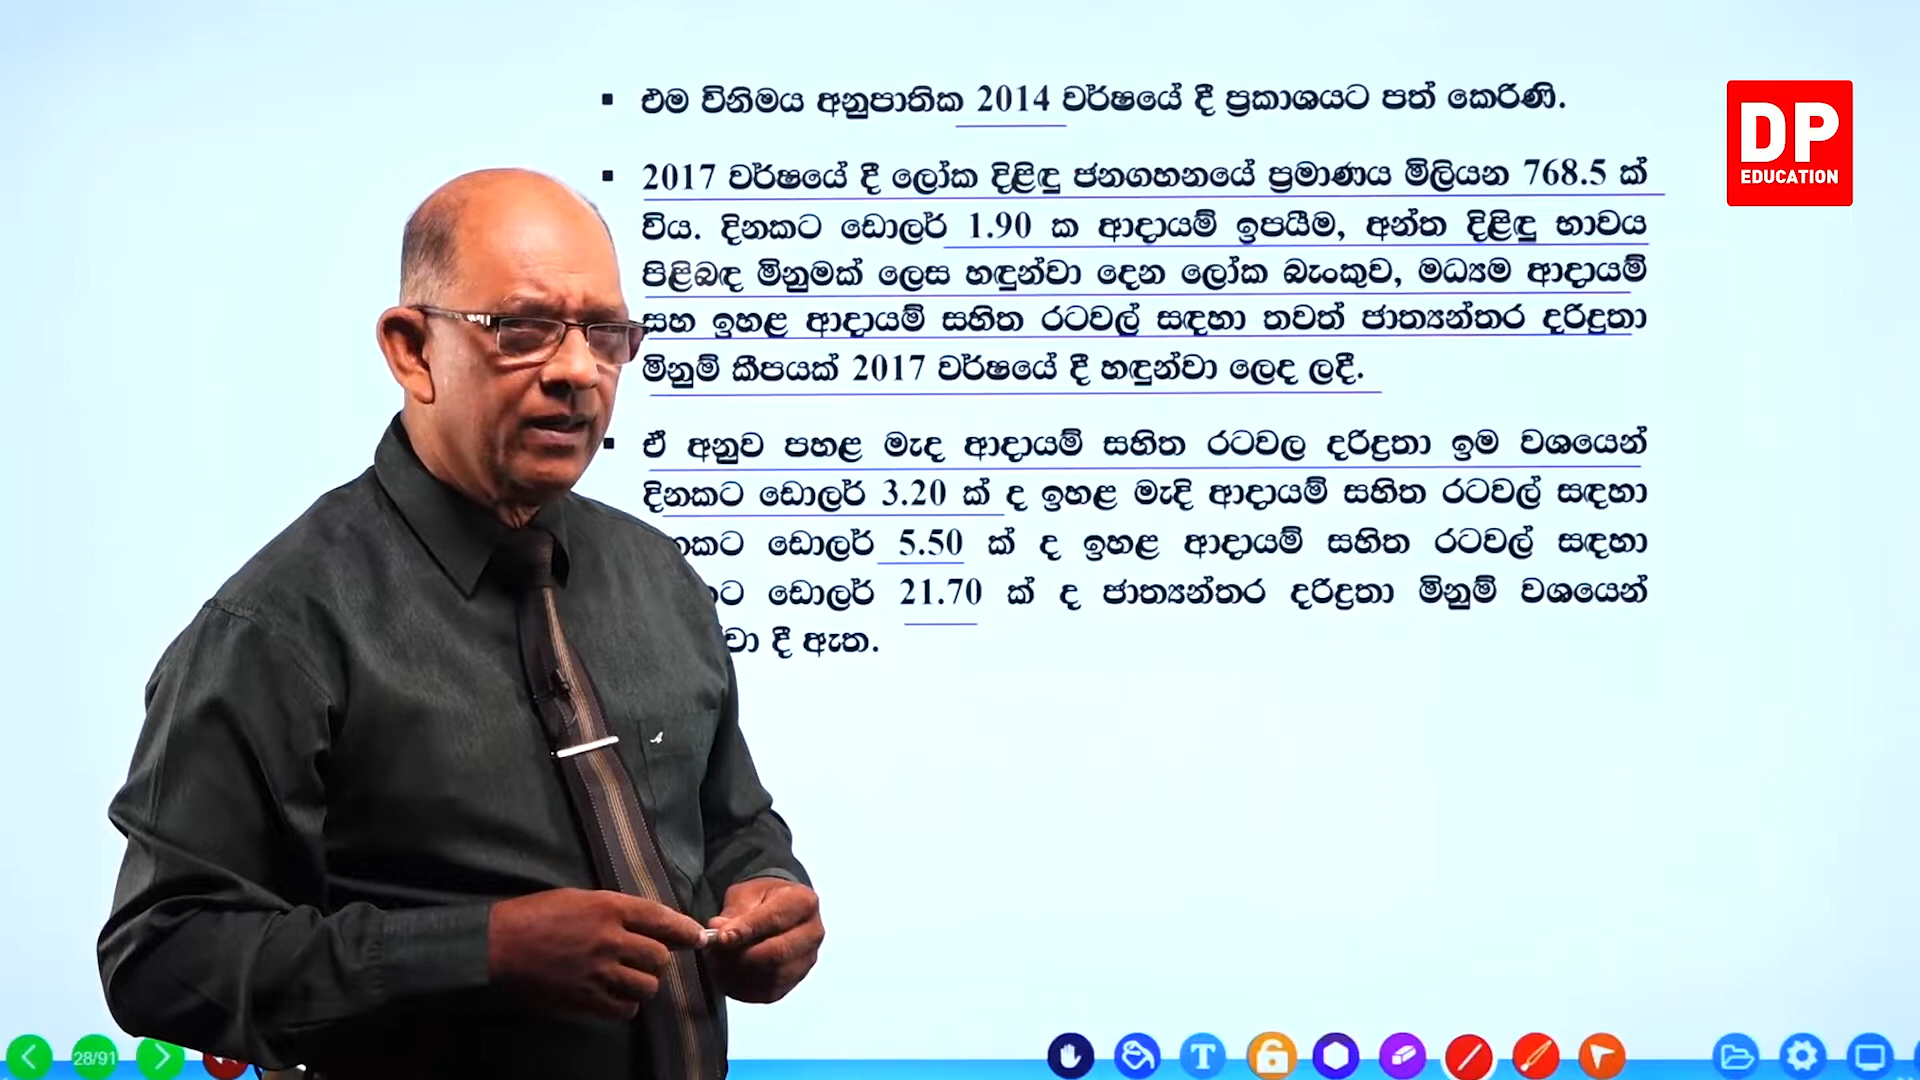 එම විනිමය අනුපාතික 2014 වර්ෂයේ දී ප්‍රකාශයට පත් කෙරිණි.
DP
EDUCATION
2017 වර්ෂයේ දී ලෝක දිළිඳු ජනගහනයේ ප්‍රමාණය මිලියන 768.5 ක්
විය. දිනකට ඩොලර් 1.90 ක ආදායම් ඉපයීම, අන්ත දිළිඳු භාවය
පිළිබඳ මිනුමක් ලෙස හඳුන්වා දෙන ලෝක බැංකුව, මධ්‍යම ආදායම්
සහ ඉහළ ආදායම් සහිත රටවල් සඳහා තවත් ජාත්‍යන්තර දරිද්‍රතා
මිනුම් කීපයක් 2017 වර්ෂයේ දී හඳුන්වා ලෙද ලදී.
ඒ අනුව පහළ මැද ආදායම් සහිත රටවල දරිද්‍රතා ඉම වශයෙන්
දිනකට ඩොලර් 3.20 ක් ද ඉහළ මැදි ආදායම් සහිත රටවල් සඳහා
ඩොලර් 5.50 ක් ද ඉහළ ආදායම් සහිත රටවල් සඳහා
ඩොලර් 21.70 ක් ද ජාත්‍යන්තර දරිද්‍රතා මිනුම් වශයෙන්
දී ඇත.
28/91
T